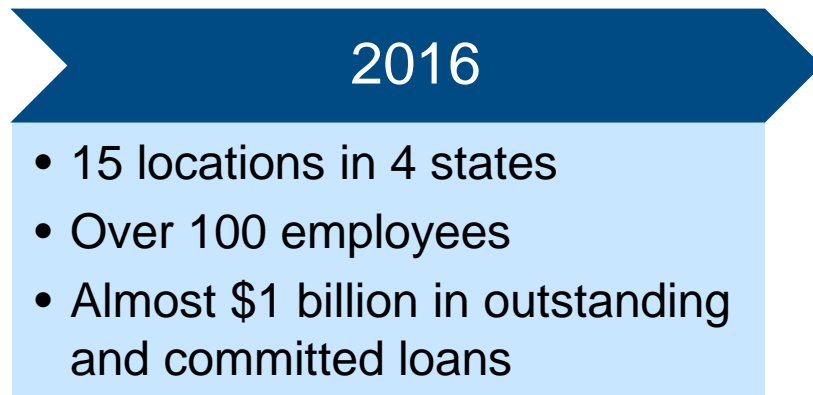 2016
• 15 locations in 4 states
• Over 100 employees
• Almost $1 billion in outstanding
and committed loans